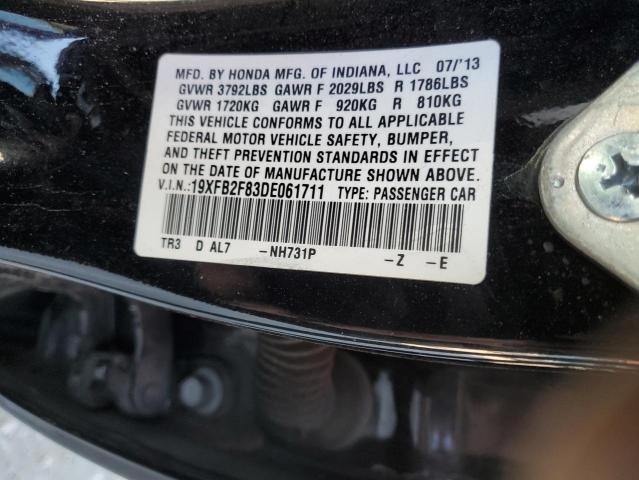 MFD. BY HONDA MFG. OF INDIANA, LLC 07/'13
GVWR 3792LBS GAWR F 2029LBS R 1786LBS
GVWR 1720KG GAWR F 920KG R 810KG
THIS VEHICLE CONFORMS TO ALL APPLICABLE
FEDERAL MOTOR VEHICLE SAFETY, BUMPER,
AND THEFT PREVENTION STANDARDS IN EFFECT
ON THE DATE OF MANUFACTURE SHOWN ABOVE.
V.I.N.:19XFB2F83DE061711 TYPE: PASSENGER CAR
TR3 D AL7 -NH731P -Z -E